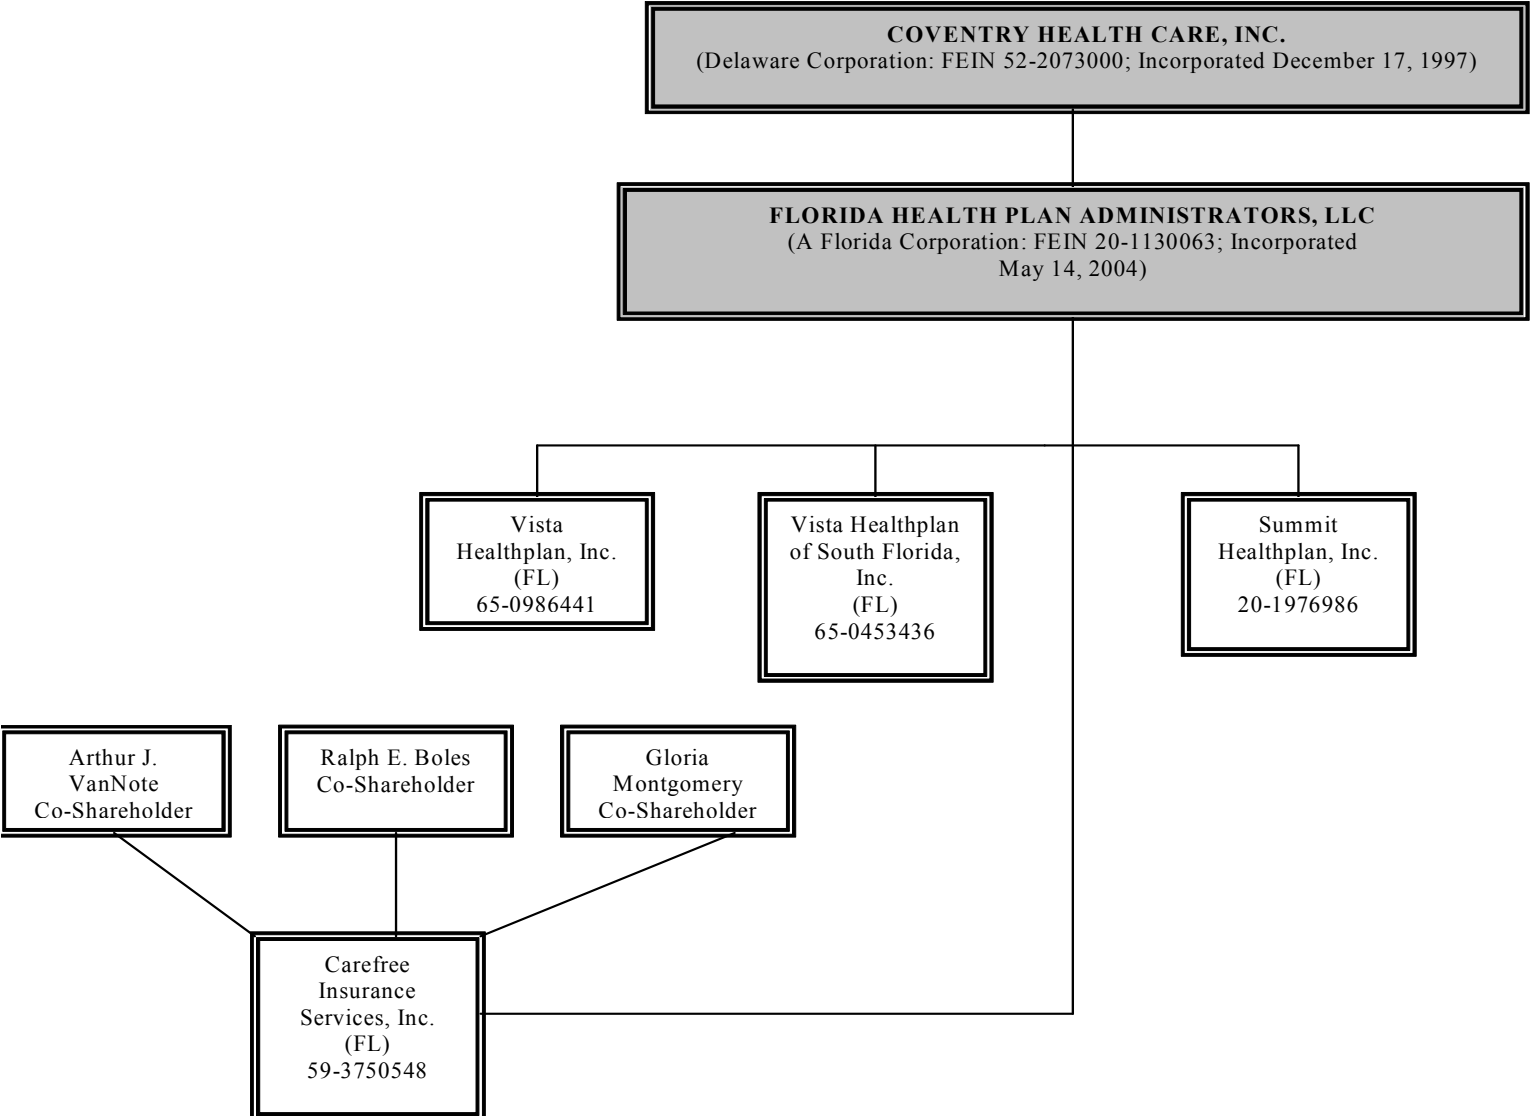 COVENTRY HEALTH CARE, INC.
(Delaware Corporation: FEIN 52-2073000; Incorporated December 17, 1997)
FLORIDA HEALTH PLAN ADMINISTRATORS, LLC
(A Florida Corporation: FEIN 20-1130063; Incorporated
May 14, 2004)
Vista
Healthplan, Inc.
(FL)
65-0986441
Vista Healthplan
of South Florida,
Inc.
(FL)
65-0453436
Summit
Healthplan, Inc.
(FL)
20-1976986
Arthur J.
VanNote
Co-Shareholder
Ralph E. Boles
Co-Shareholder
Gloria
Montgomery
Co-Shareholder
Carefree
Insurance
Services, Inc.
(FL)
59-3750548